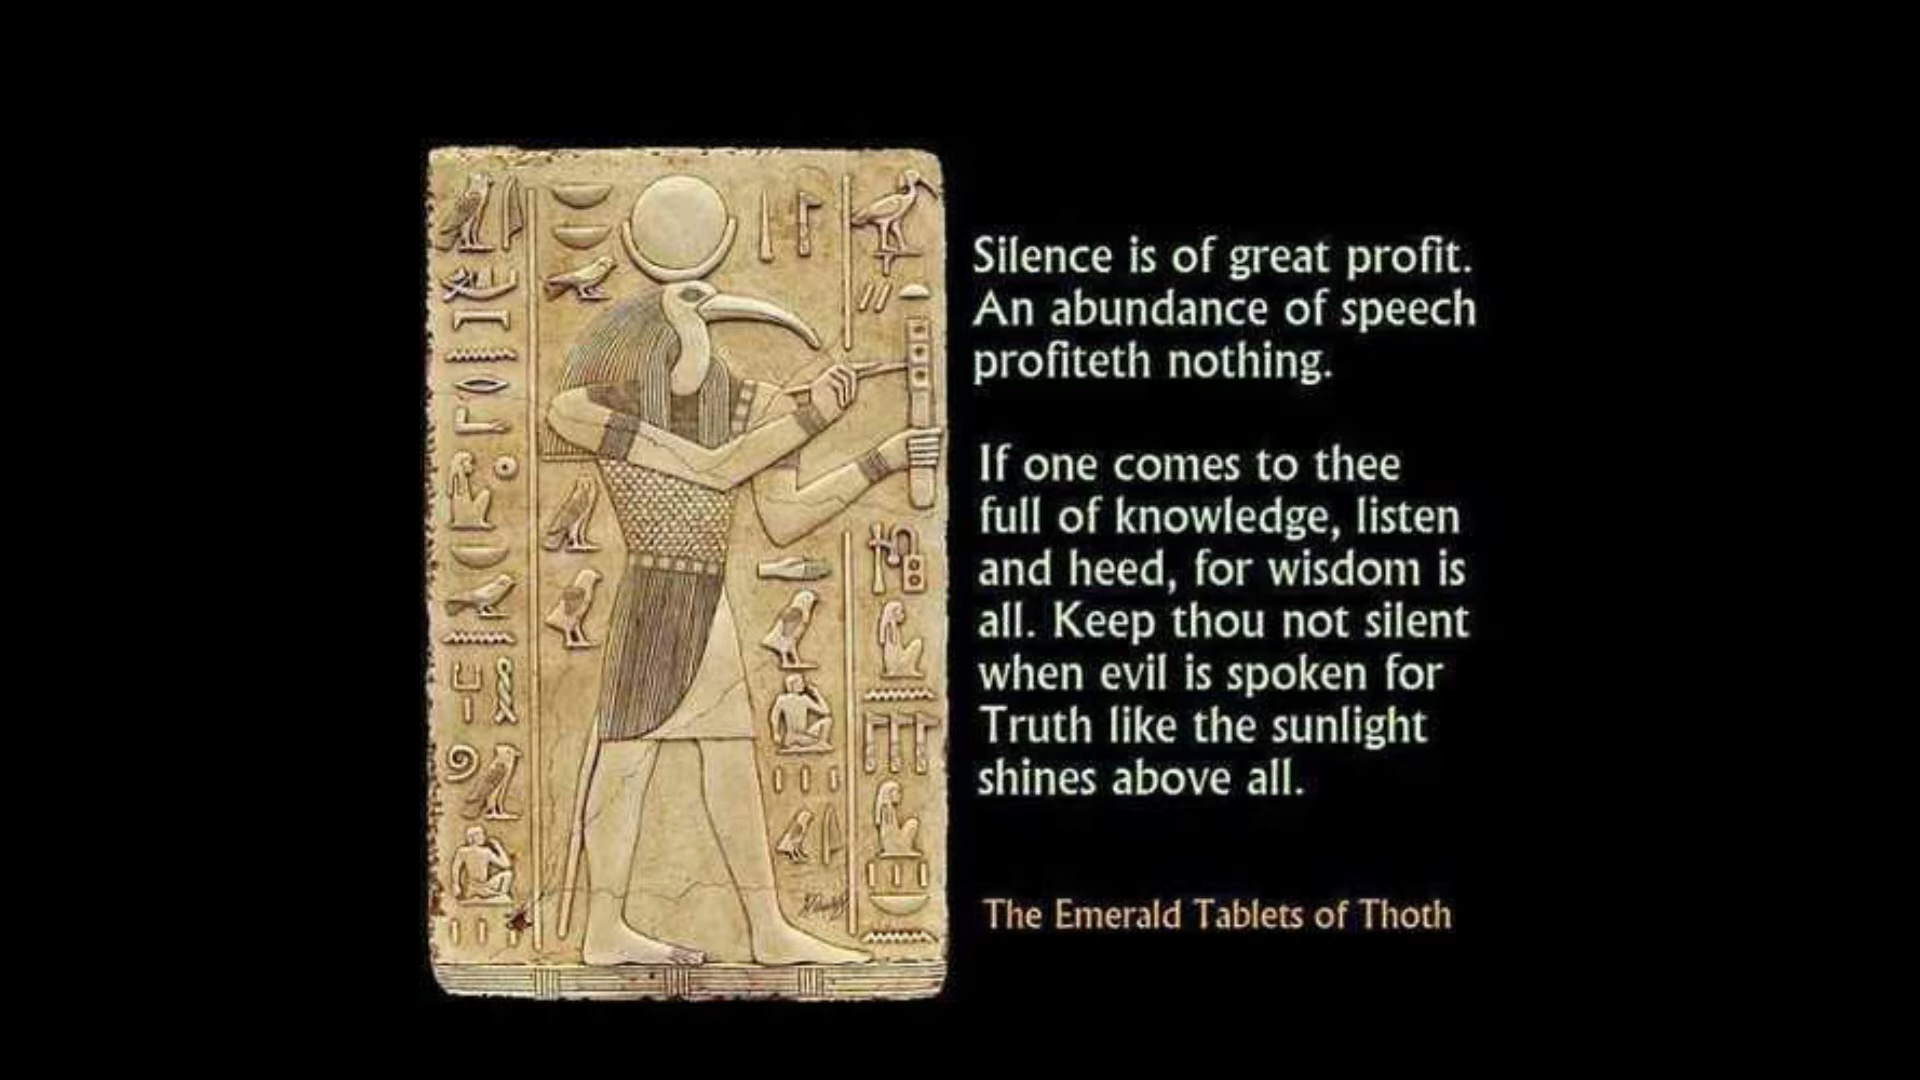 Silence is of great profit.
An abundance of speech
profiteth nothing.
If one comes to thee
full of knowledge, listen
and heed, for wisdom is
all. Keep thou not silent
when evil is spoken for
Truth like the sunlight
shines above all.
The Emerald Tablets of Thoth